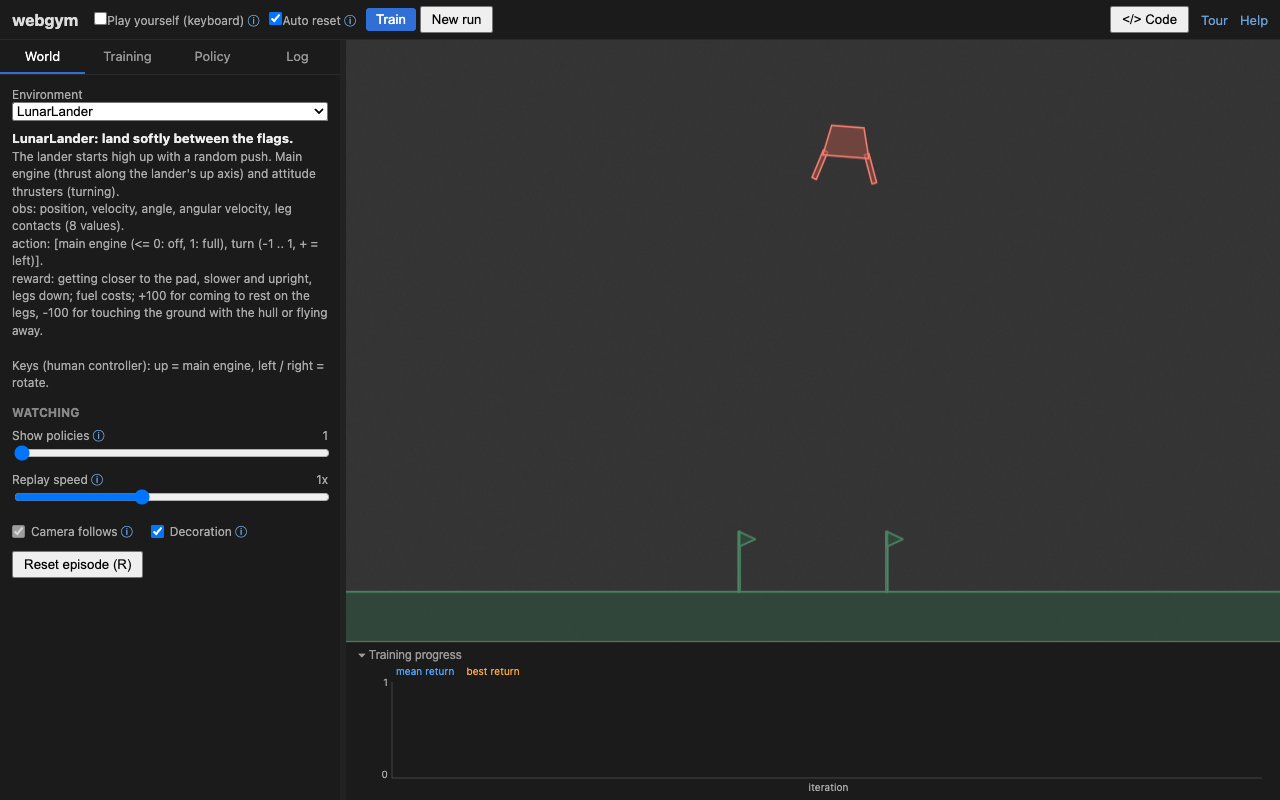 webgym
Play yourself (keyboard) ⓘ
Auto reset ⓘ
Train
New run
</> Code
Tour
Help
World
Training
Policy
Log
Environment
LunarLander
LunarLander: land softly between the flags.
The lander starts high up with a random push. Main
engine (thrust along the lander's up axis) and attitude
thrusters (turning).
obs: position, velocity, angle, angular velocity, leg
contacts (8 values).
action: [main engine (<= 0: off, 1: full), turn (-1 .. 1, + =
left)].
reward: getting closer to the pad, slower and upright,
legs down; fuel costs; +100 for coming to rest on the
legs, -100 for touching the ground with the hull or flying
away.
Keys (human controller): up = main engine, left / right =
rotate.
WATCHING
Show policies ⓘ 1
Replay speed ⓘ 1x
Camera follows ⓘ
Decoration ⓘ
Reset episode (R)
Training progress
mean return
best return
1
0
iteration